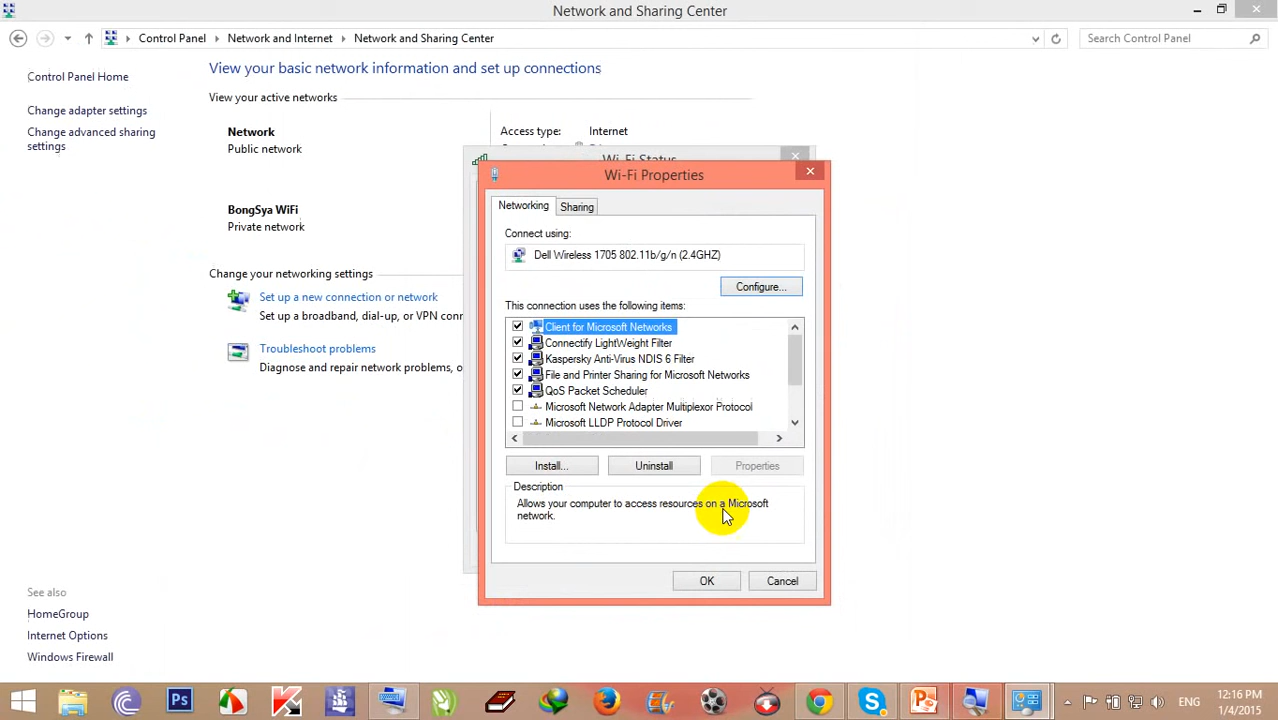 Network and Sharing Center
Control Panel Network and Internet Network and Sharing Center
Search Control Panel
Control Panel Home
Change adapter settings
Change advanced sharing
settings
See also
HomeGroup
Internet Options
Windows Firewall
View your basic network information and set up connections
View your active networks
Network
Public network
Access type: Internet
BongSya WiFi
Private network
Change your networking settings
Set up a new connection or network
Set up a broadband, dial-up, or VPN conn
Troubleshoot problems
Diagnose and repair network problems, o
Wi-Fi Status
Wi-Fi Properties
Networking Sharing
Connect using:
Dell Wireless 1705 802.11b/g/n (2.4GHZ)
Configure...
This connection uses the following items:
Client for Microsoft Networks
Connectify LightWeight Filter
Kaspersky Anti-Virus NDIS 6 Filter
File and Printer Sharing for Microsoft Networks
QoS Packet Scheduler
Microsoft Network Adapter Multiplexor Protocol
Microsoft LLDP Protocol Driver
Install... Uninstall Properties
Description
Allows your computer to access resources on a Microsoft
network.
OK Cancel
Ps
ENG
12:16 PM
1/4/2015